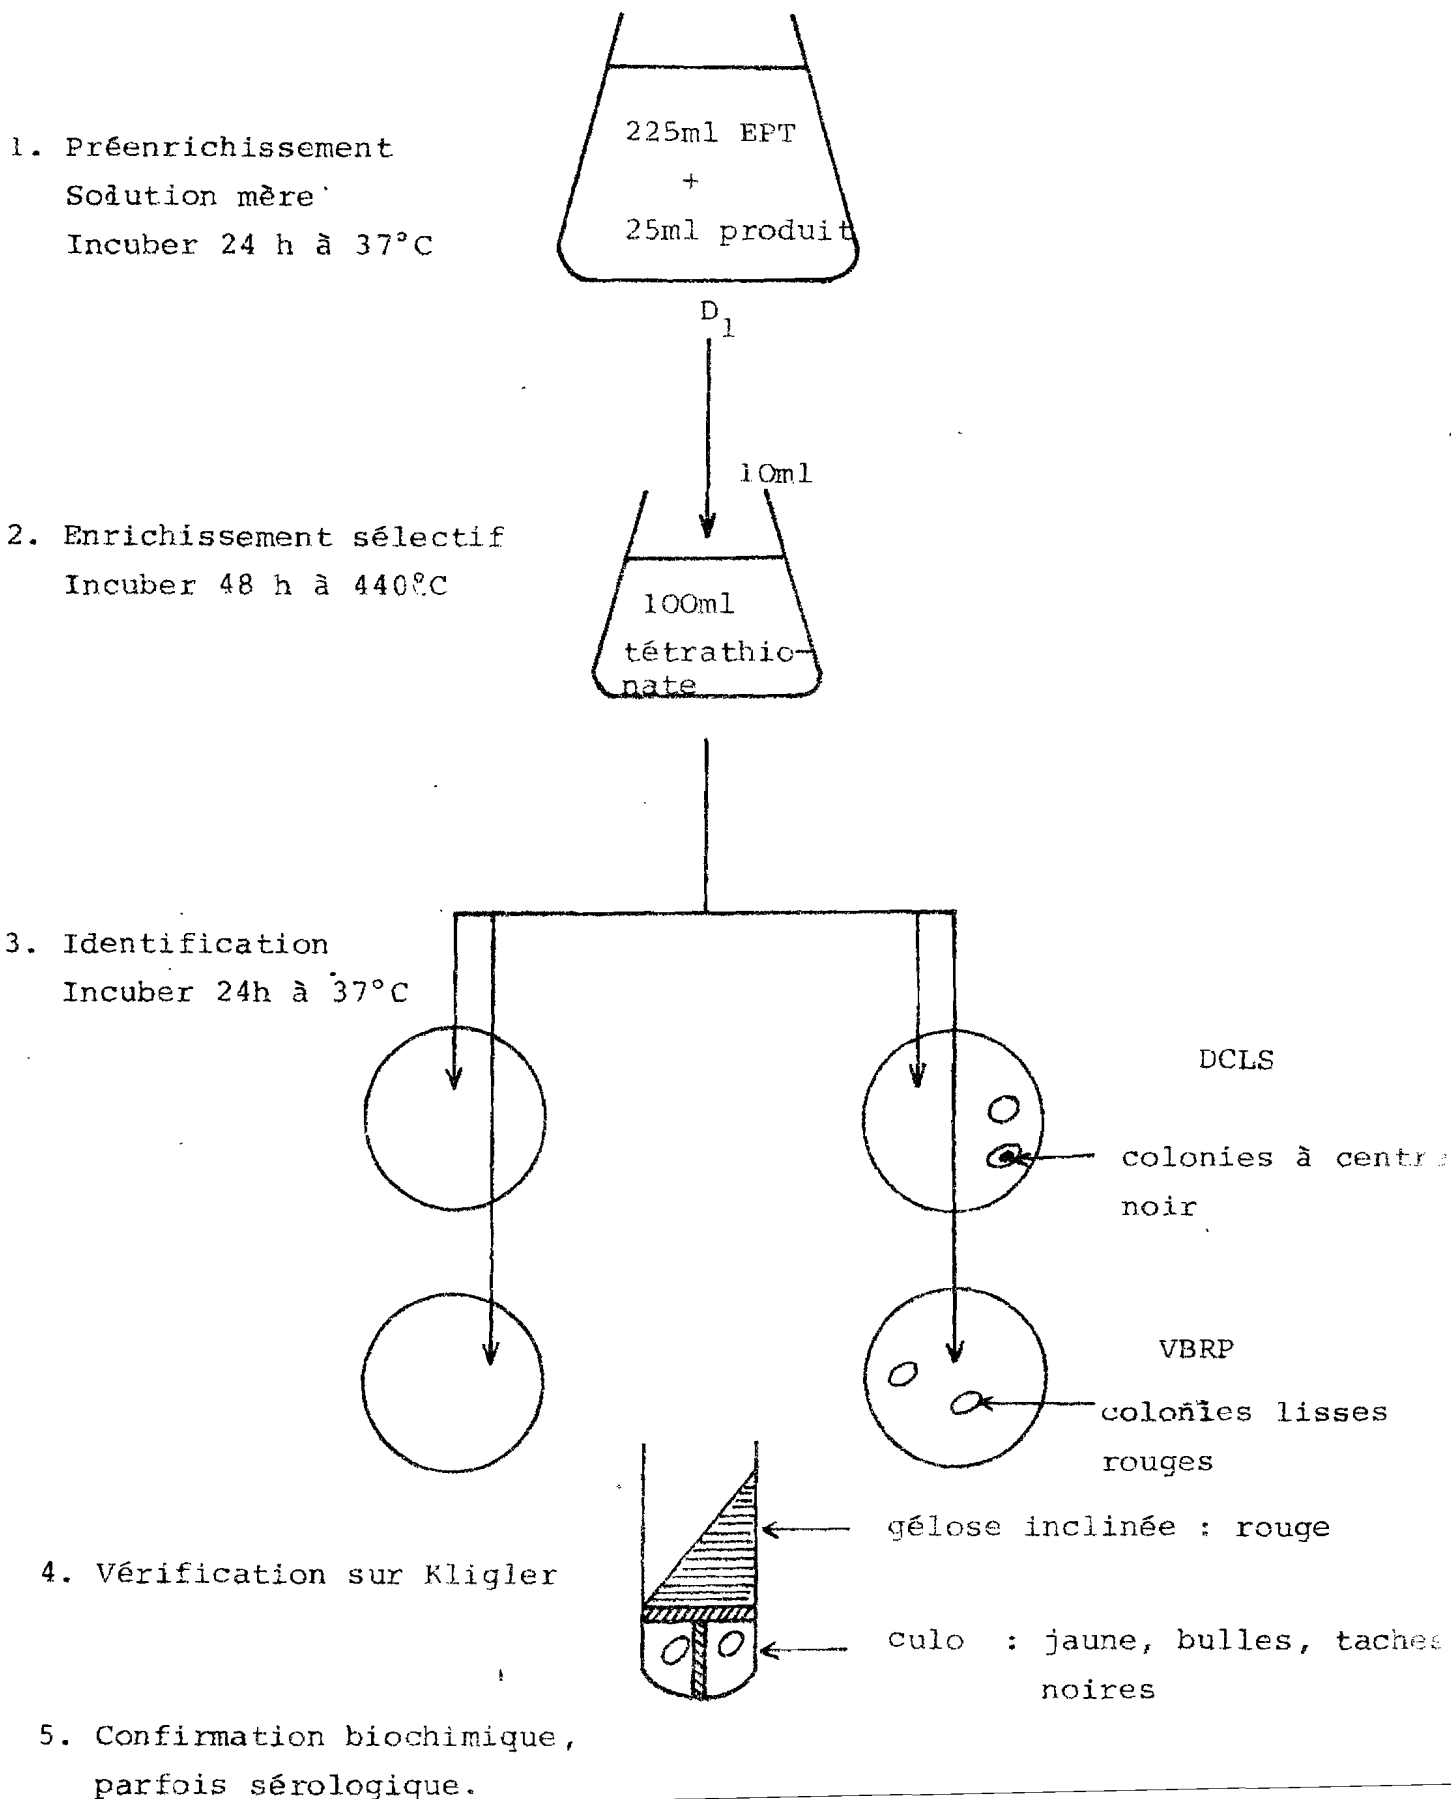 225ml EPT
+
25ml produit
1. Préenrichissement
Solution mère
Incuber 24 h à 37°C
D1
10ml
2. Enrichissement sélectif
Incuber 48 h à 440°C
100ml
tétrathio-
nate
3. Identification
Incuber 24h à 37°C
DCLS
colonies à centre
noir
VBRP
colonies lisses
rouges
gélose inclinée : rouge
4. Vérification sur Kligler
culo : jaune, bulles, taches
noires
5. Confirmation biochimique,
parfois sérologique.